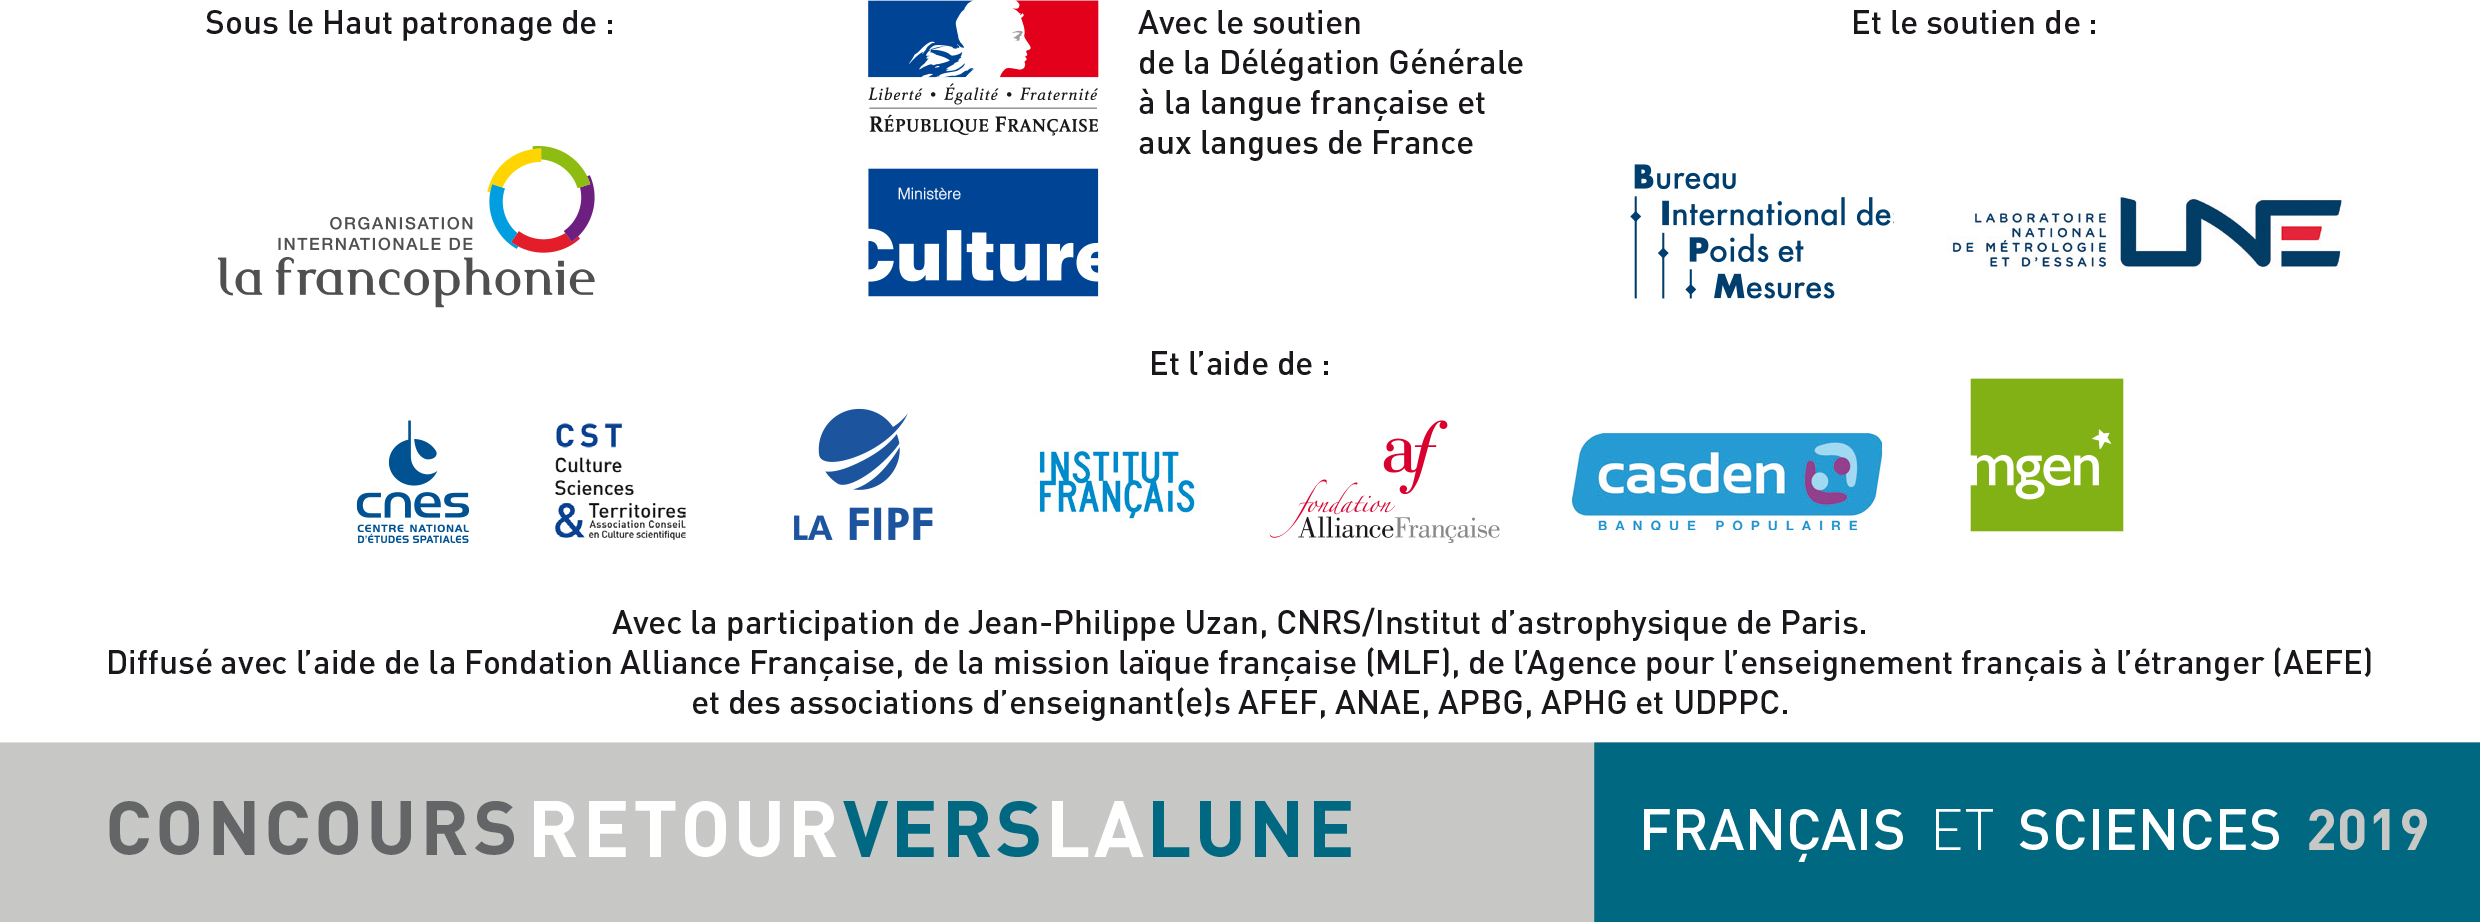 Sous le Haut patronage de :
ORGANISATION
INTERNATIONALE DE
la francophonie
Liberté • Égalité • Fraternité
RÉPUBLIQUE FRANÇAISE
Ministère
Culture
Avec le soutien
de la Délégation Générale
à la langue française et
aux langues de France
Et le soutien de :
Bureau
International des
Poids et
Mesures
LABORATOIRE
NATIONAL
DE MÉTROLOGIE
ET D'ESSAIS
LNE
Et l’aide de :
cnes
CENTRE NATIONAL
D'ÉTUDES SPATIALES
CST
Culture
Sciences
& Territoires
Association Conseil
en Culture scientifique
LA FIPF
INSTITUT
FRANÇAIS
af
fondation
AllianceFrançaise
casden
BANQUE POPULAIRE
mgen
Avec la participation de Jean-Philippe Uzan, CNRS/Institut d’astrophysique de Paris.
Diffusé avec l’aide de la Fondation Alliance Française, de la mission laïque française (MLF), de l’Agence pour l’enseignement français à l’étranger (AEFE)
et des associations d’enseignant(e)s AFEF, ANAE, APBG, APHG et UDPPC.
CONCOURS RETOURVERSLALUNE
FRANÇAIS ET SCIENCES 2019